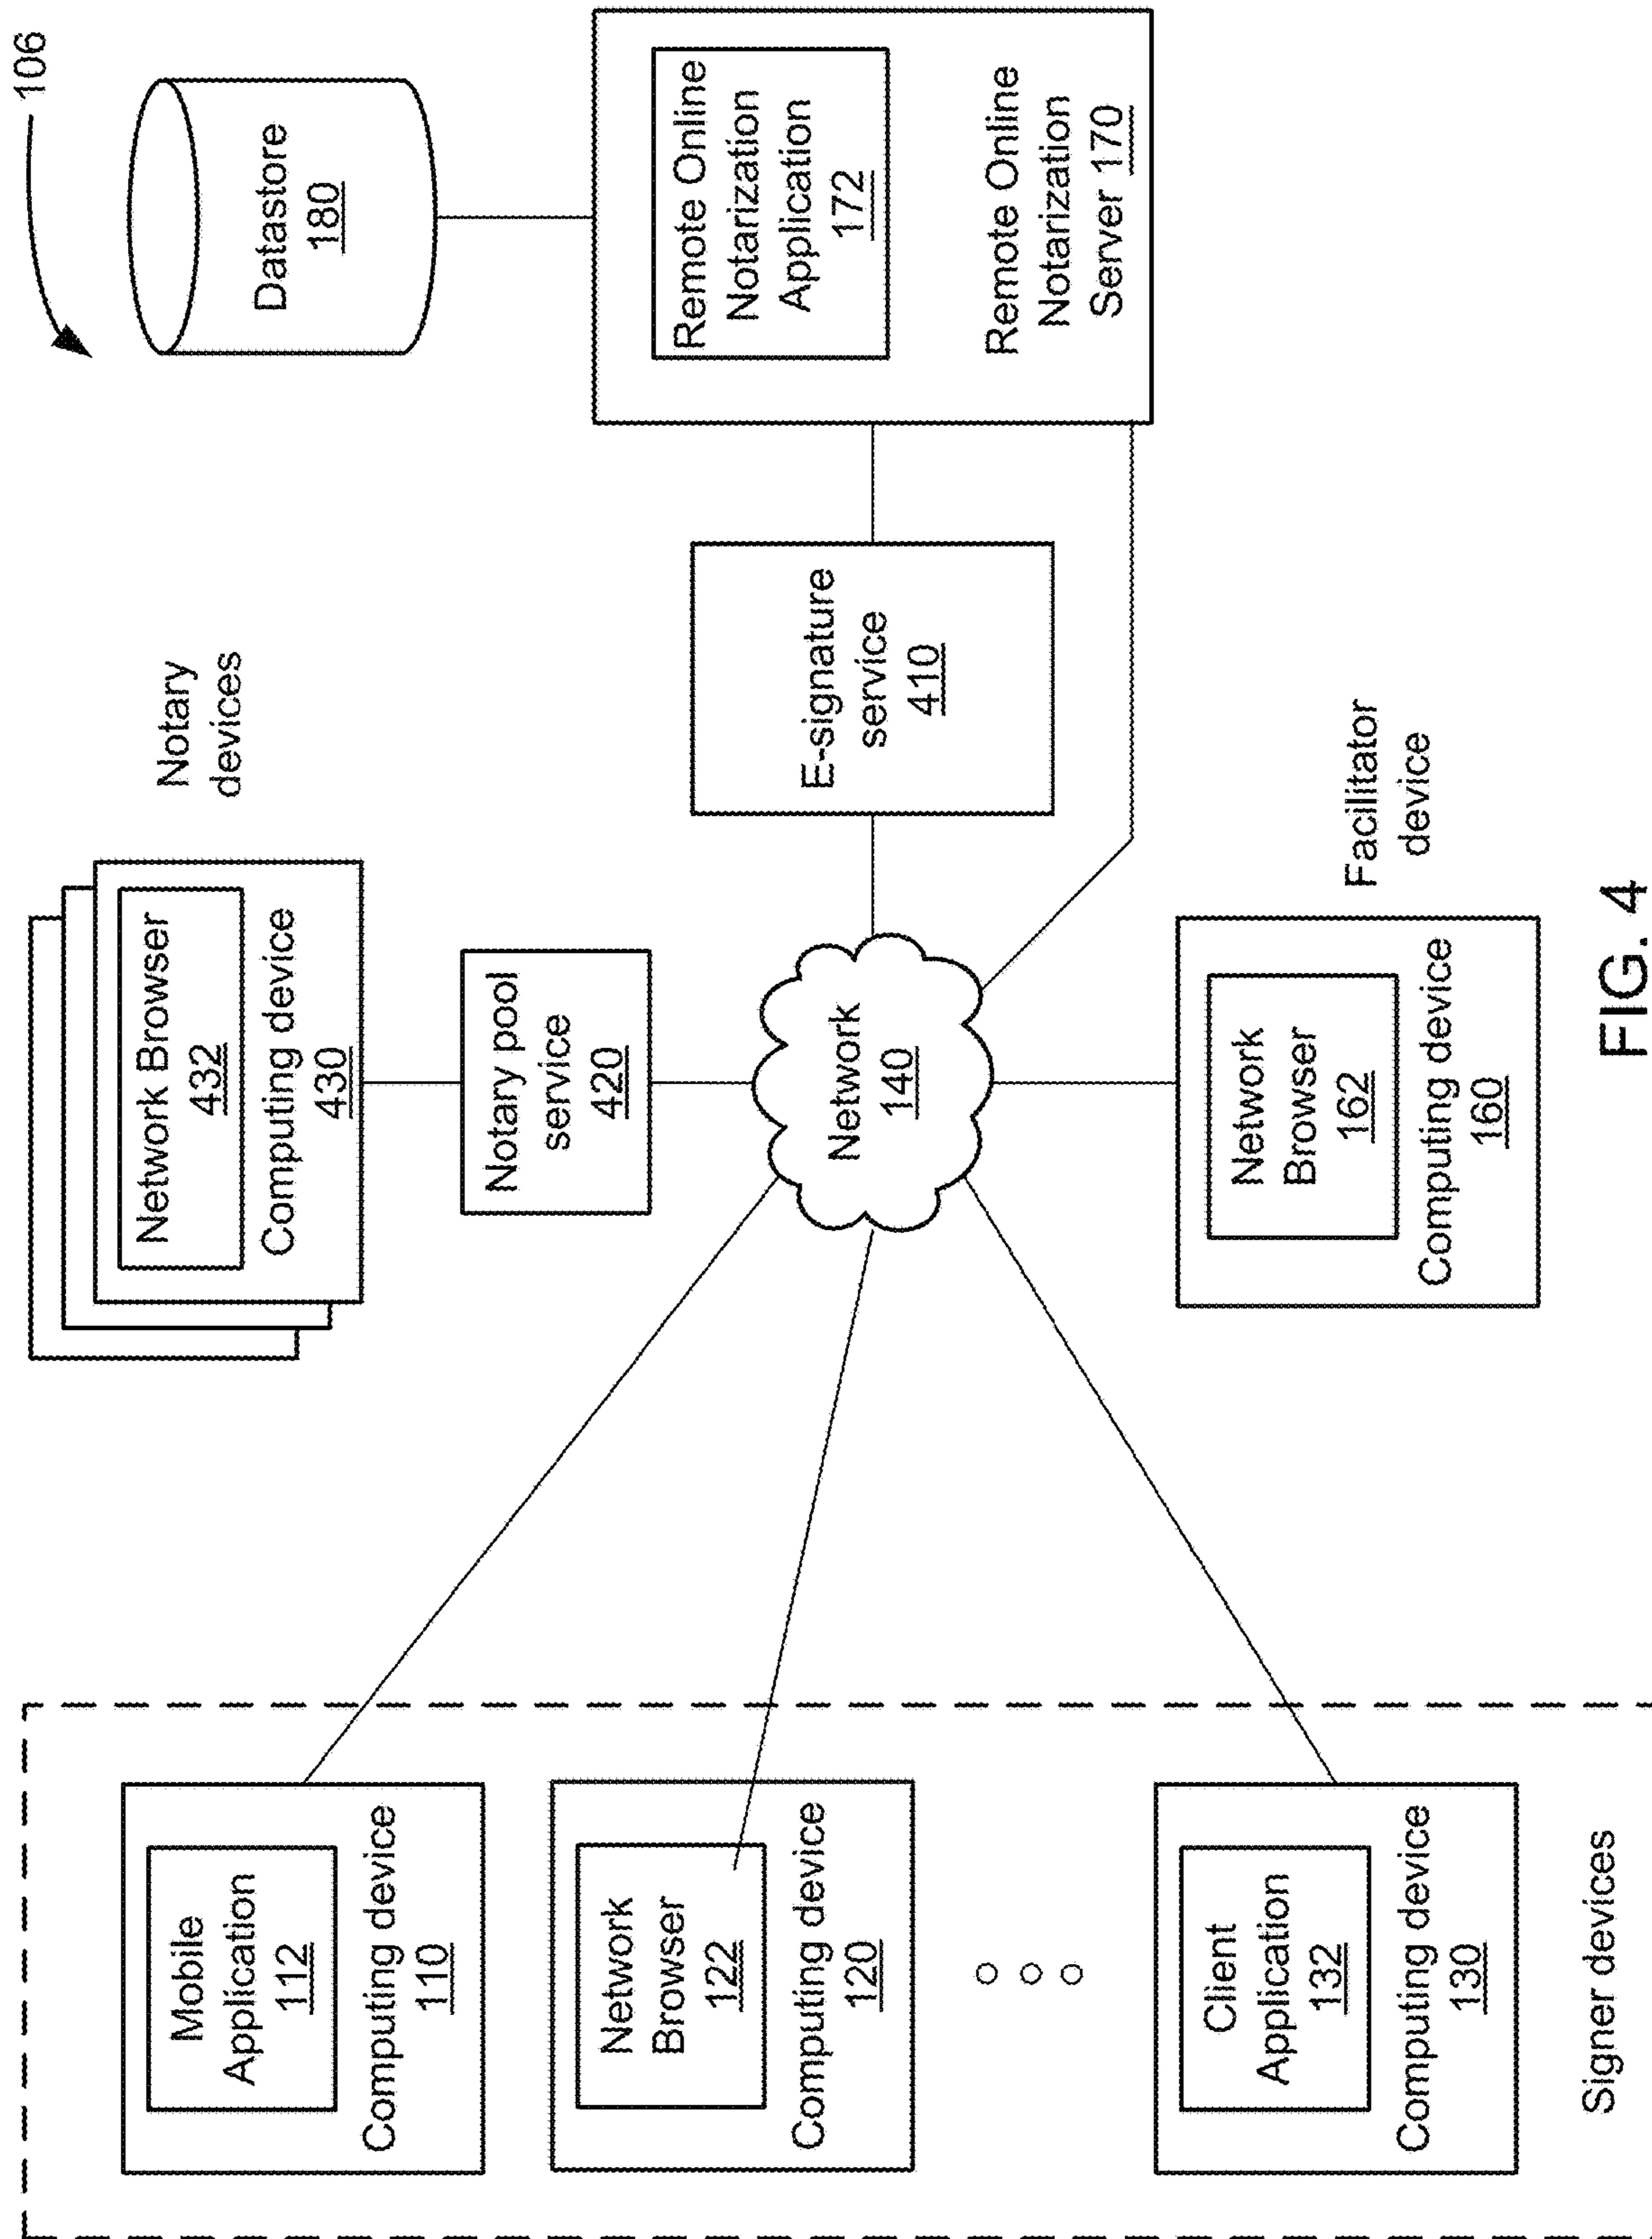 106
Notary
devices
Network Browser
432
Computing device
430
Datastore
180
Notary pool
service
420
Mobile
Application
112
Computing device
110
Network
Browser
122
Computing device
120
Network
140
E-signature
service
410
Remote Online
Notarization
Application
172
Remote Online
Notarization
Server 170
Client
Application
132
Computing device
130
Signer devices
Network
Browser
162
Computing device
160
Facilitator
device
FIG. 4